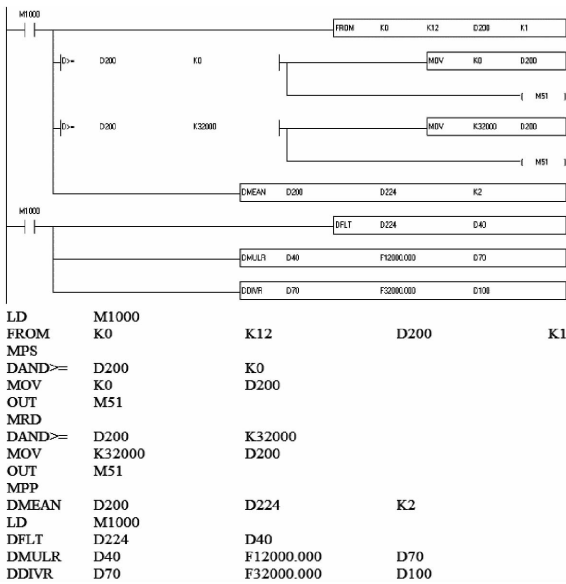 M1000
FROM K0 K12 D200 K1
D>= D200 K0
MOV K0 D200
M51
D>= D200 K32000
MOV K32000 D200
M51
DMEAN D200 D224 K2
M1000
DFLT D224 D40
DMULR D40 F12000.000 D70
DDIVR D70 F32000.000 D100
LD M1000
FROM K0 K12 D200 K1
MPS
DAND>= D200 K0
MOV K0 D200
OUT M51
MRD
DAND>= D200 K32000
MOV K32000 D200
OUT M51
MPP
DMEAN D200 D224 K2
LD M1000
DFLT D224 D40
DMULR D40 F12000.000 D70
DDIVR D70 F32000.000 D100